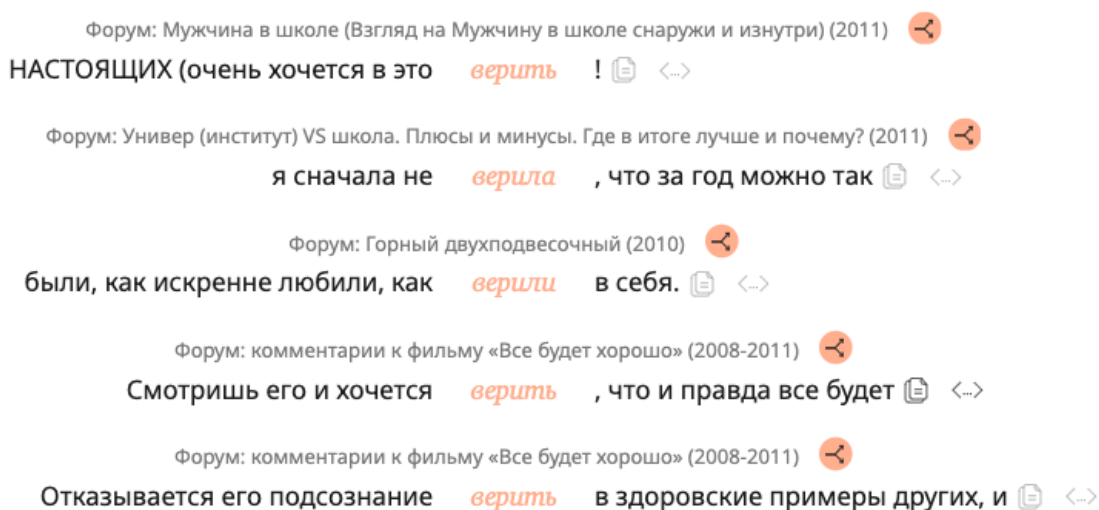 Форум: Мужчина в школе (Взгляд на Мужчину в школе снаружи и изнутри) (2011)
НАСТОЯЩИХ (очень хочется в это верить !
Форум: Универ (институт) VS школа. Плюсы и минусы. Где в итоге лучше и почему? (2011)
я сначала не верила , что за год можно так
Форум: Горный двухподвесочный (2010)
были, как искренне любили, как верили в себя.
Форум: комментарии к фильму «Все будет хорошо» (2008-2011)
Смотришь его и хочется верить , что и правда все будет
Форум: комментарии к фильму «Все будет хорошо» (2008-2011)
Отказывается его подсознание верить в здоровские примеры других, и